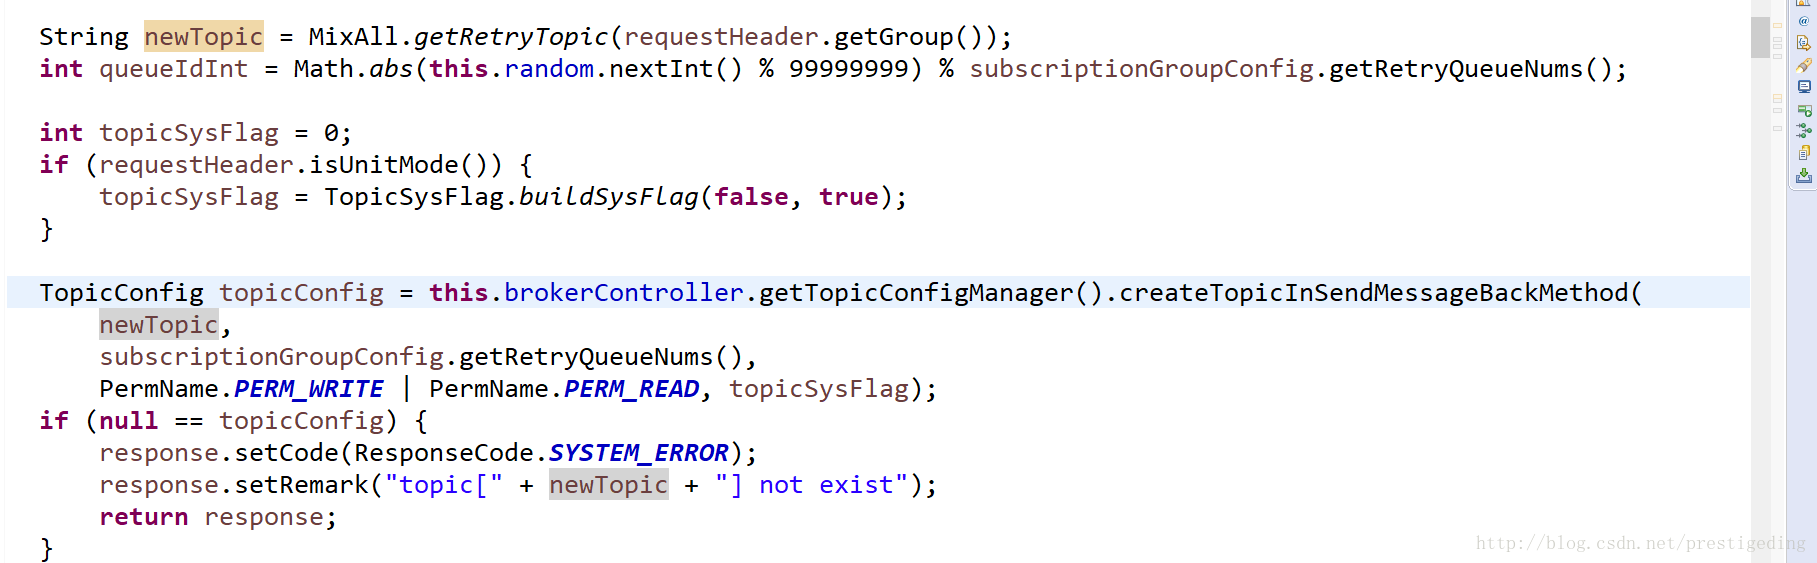 String newTopic = MixAll.getRetryTopic(requestHeader.getGroup());
int queueIdInt = Math.abs(this.random.nextInt() % 99999999) % subscriptionGroupConfig.getRetryQueueNums();

int topicSysFlag = 0;
if (requestHeader.isUnitMode()) {
    topicSysFlag = TopicSysFlag.buildSysFlag(false, true);
}

TopicConfig topicConfig = this.brokerController.getTopicConfigManager().createTopicInSendMessageBackMethod(
    newTopic,
    subscriptionGroupConfig.getRetryQueueNums(),
    PermName.PERM_WRITE | PermName.PERM_READ, topicSysFlag);
if (null == topicConfig) {
    response.setCode(ResponseCode.SYSTEM_ERROR);
    response.setRemark("topic[" + newTopic + "] not exist");
    return response;
}
http://blog.csdn.net/prestigeding